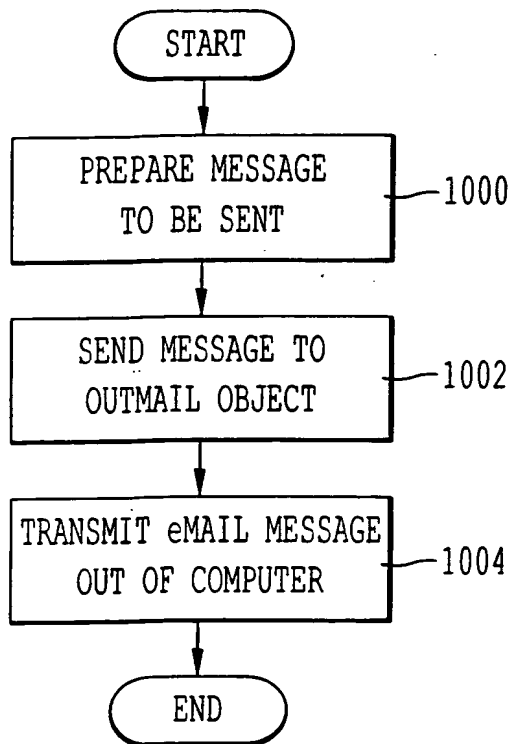 START
PREPARE MESSAGE
TO BE SENT
1000
SEND MESSAGE TO
OUTMAIL OBJECT
1002
TRANSMIT eMAIL MESSAGE
OUT OF COMPUTER
1004
END